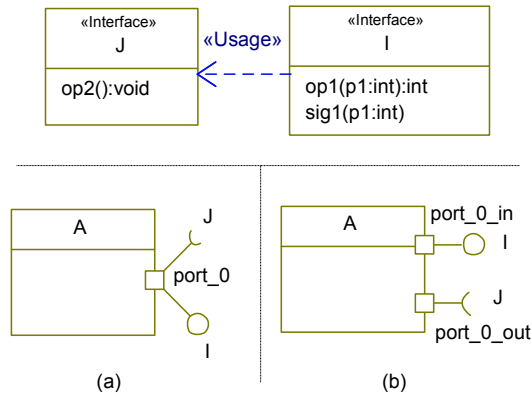 «Interface»
J
op2():void
«Usage»
«Interface»
I
op1(p1:int):int
sig1(p1:int)
A
J
port_0
I
(a)
A
port_0_in
I
J
port_0_out
(b)